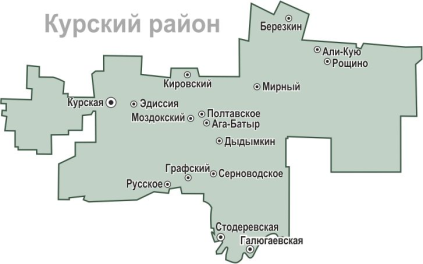 Курский район
Березкин
Али-Кую
Рощино
Кировский
Мирный
Курская
Эдиссия
Полтавское
Моздокский
Ага-Батыр
Дыдымкин
Графский
Серноводское
Русское
Стодеревская
Галюгаевская